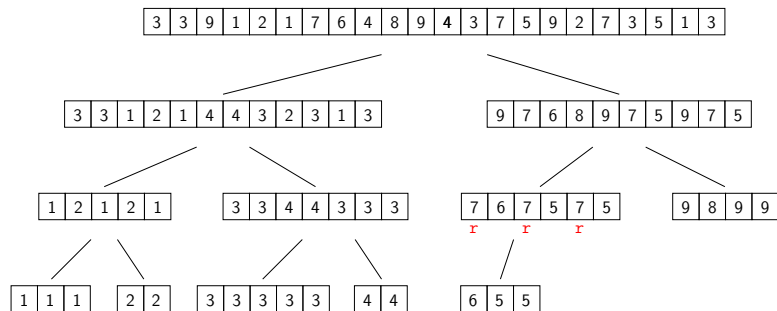 3 3 9 1 2 1 7 6 4 8 9 4 3 7 5 9 2 7 3 5 1 3
3 3 1 2 1 4 4 3 2 3 1 3
9 7 6 8 9 7 5 9 7 5
1 2 1 2 1
3 3 4 4 3 3 3
7 6 7 5 7 5
9 8 9 9
r r r
1 1 1
2 2
3 3 3 3 3
4 4
6 5 5